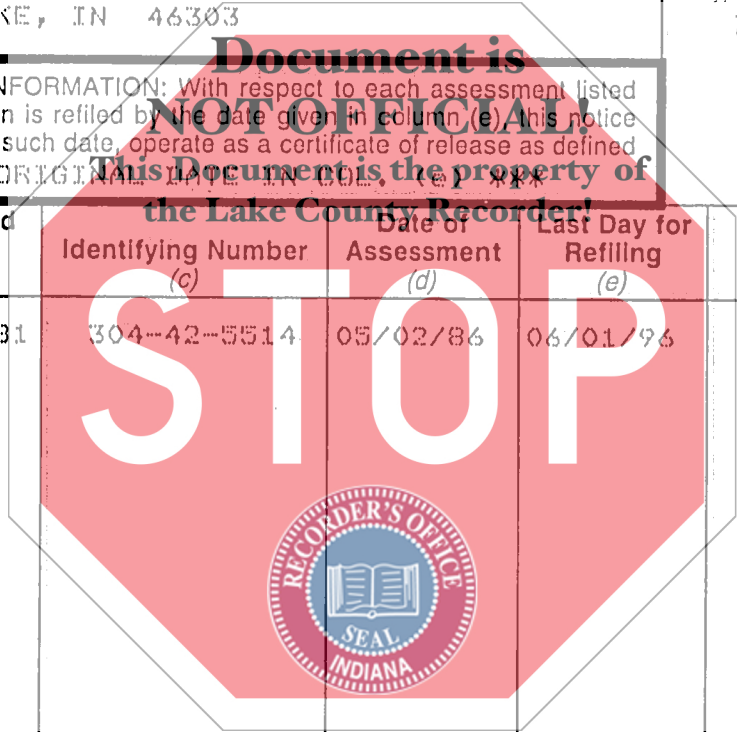 KE, IN 46303
Document is
NFORMATION: With respect to each assessment listed
NOT OFFICIAL!
n is refiled by the date given in column (e), this notice
such date, operate as a certificate of release as defined
This Document is the property of
ORIGINAL DATE IN COL. (e) ***
the Lake County Recorder!
d
Identifying Number
(c)
Date of
Assessment
(d)
Last Day for
Refiling
(e)
31 304-42-5514 05/02/86 06/01/96
STOP
RECORDER'S OFFICE
SEAL
INDIANA